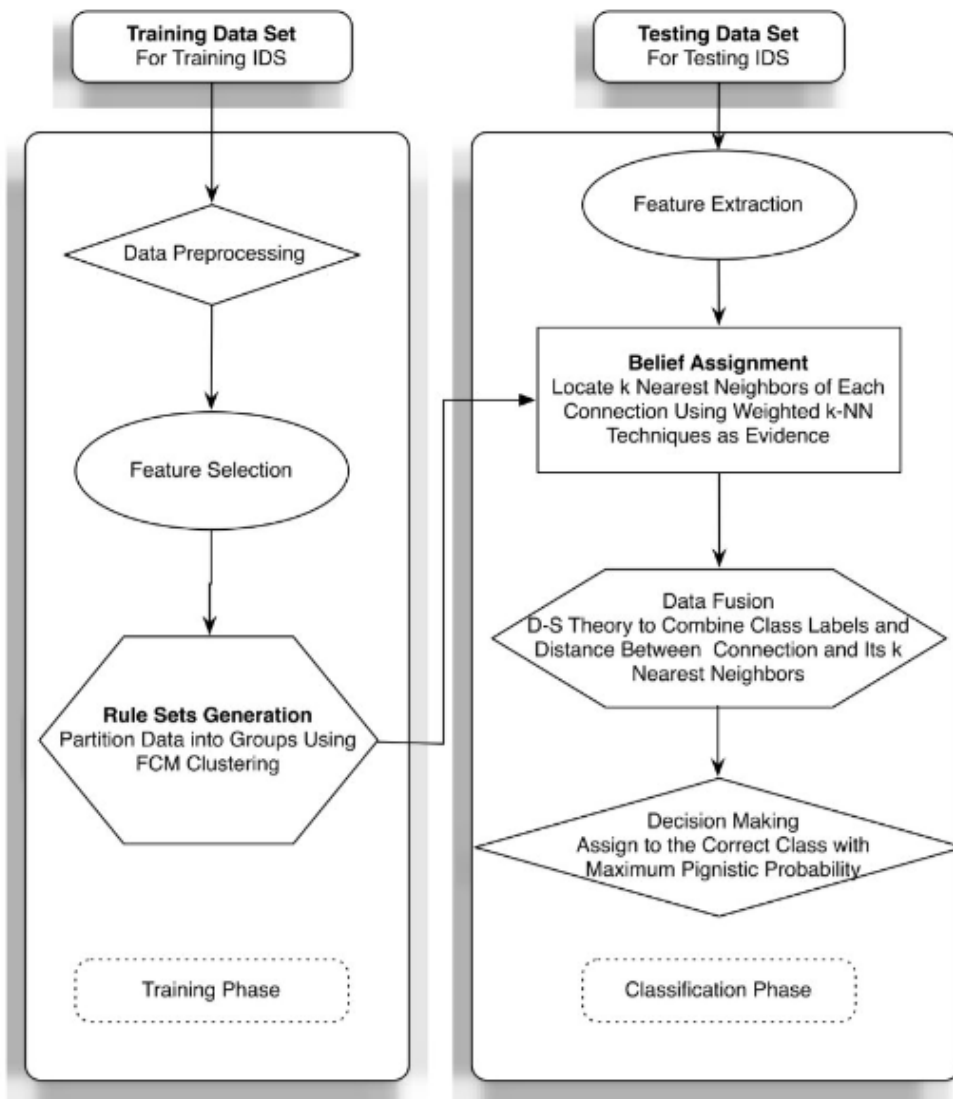 Training Data Set
For Training IDS
Data Preprocessing
Feature Selection
Rule Sets Generation
Partition Data into Groups Using
FCM Clustering
Training Phase
Testing Data Set
For Testing IDS
Feature Extraction
Belief Assignment
Locate k Nearest Neighbors of Each
Connection Using Weighted k-NN
Techniques as Evidence
Data Fusion
D-S Theory to Combine Class Labels and
Distance Between Connection and Its k
Nearest Neighbors
Decision Making
Assign to the Correct Class with
Maximum Pignistic Probability
Classification Phase